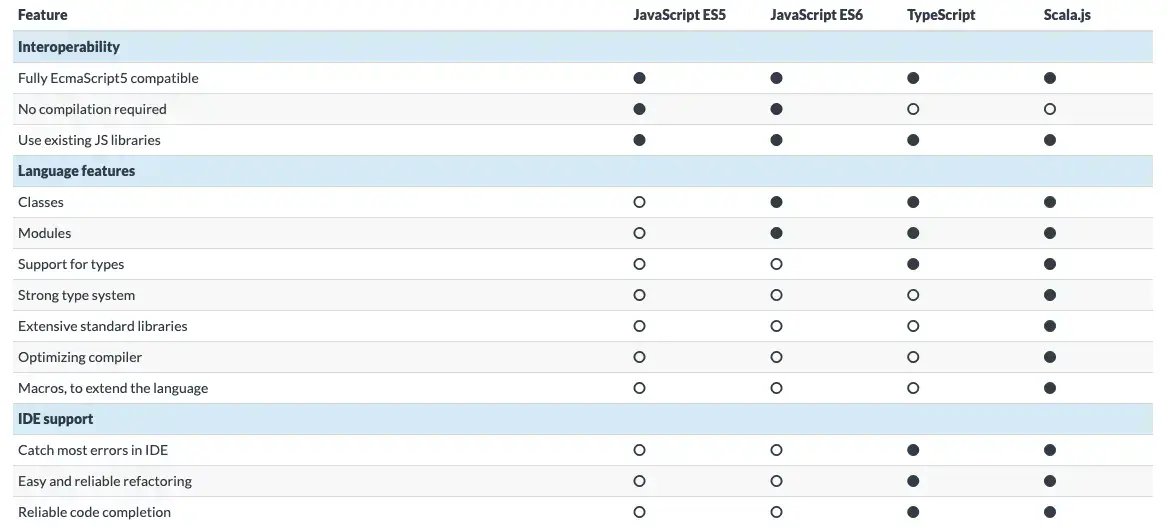 Feature JavaScript ES5 JavaScript ES6 TypeScript Scala.js
Interoperability
Fully EcmaScript5 compatible ● ● ● ●
No compilation required ● ● ○ ○
Use existing JS libraries ● ● ● ●
Language features
Classes ○ ● ● ●
Modules ○ ● ● ●
Support for types ○ ○ ● ●
Strong type system ○ ○ ○ ●
Extensive standard libraries ○ ○ ○ ●
Optimizing compiler ○ ○ ○ ●
Macros, to extend the language ○ ○ ○ ●
IDE support
Catch most errors in IDE ○ ○ ● ●
Easy and reliable refactoring ○ ○ ● ●
Reliable code completion ○ ○ ● ●